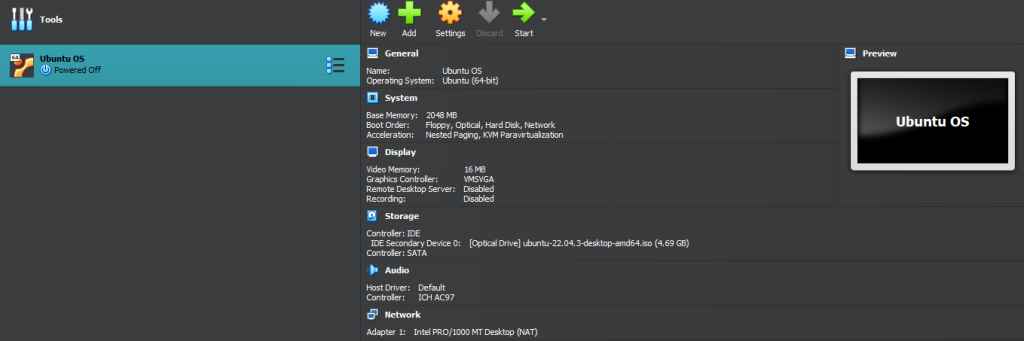 Tools
New Add Settings Discard Start
64
Ubuntu OS
Powered Off
General
Name: Ubuntu OS
Operating System: Ubuntu (64-bit)
System
Base Memory: 2048 MB
Boot Order: Floppy, Optical, Hard Disk, Network
Acceleration: Nested Paging, KVM Paravirtualization
Display
Video Memory: 16 MB
Graphics Controller: VMSVGA
Remote Desktop Server: Disabled
Recording: Disabled
Storage
Controller: IDE
IDE Secondary Device 0: [Optical Drive] ubuntu-22.04.3-desktop-amd64.iso (4.69 GB)
Controller: SATA
Audio
Host Driver: Default
Controller: ICH AC97
Network
Adapter 1: Intel PRO/1000 MT Desktop (NAT)
Preview
Ubuntu OS